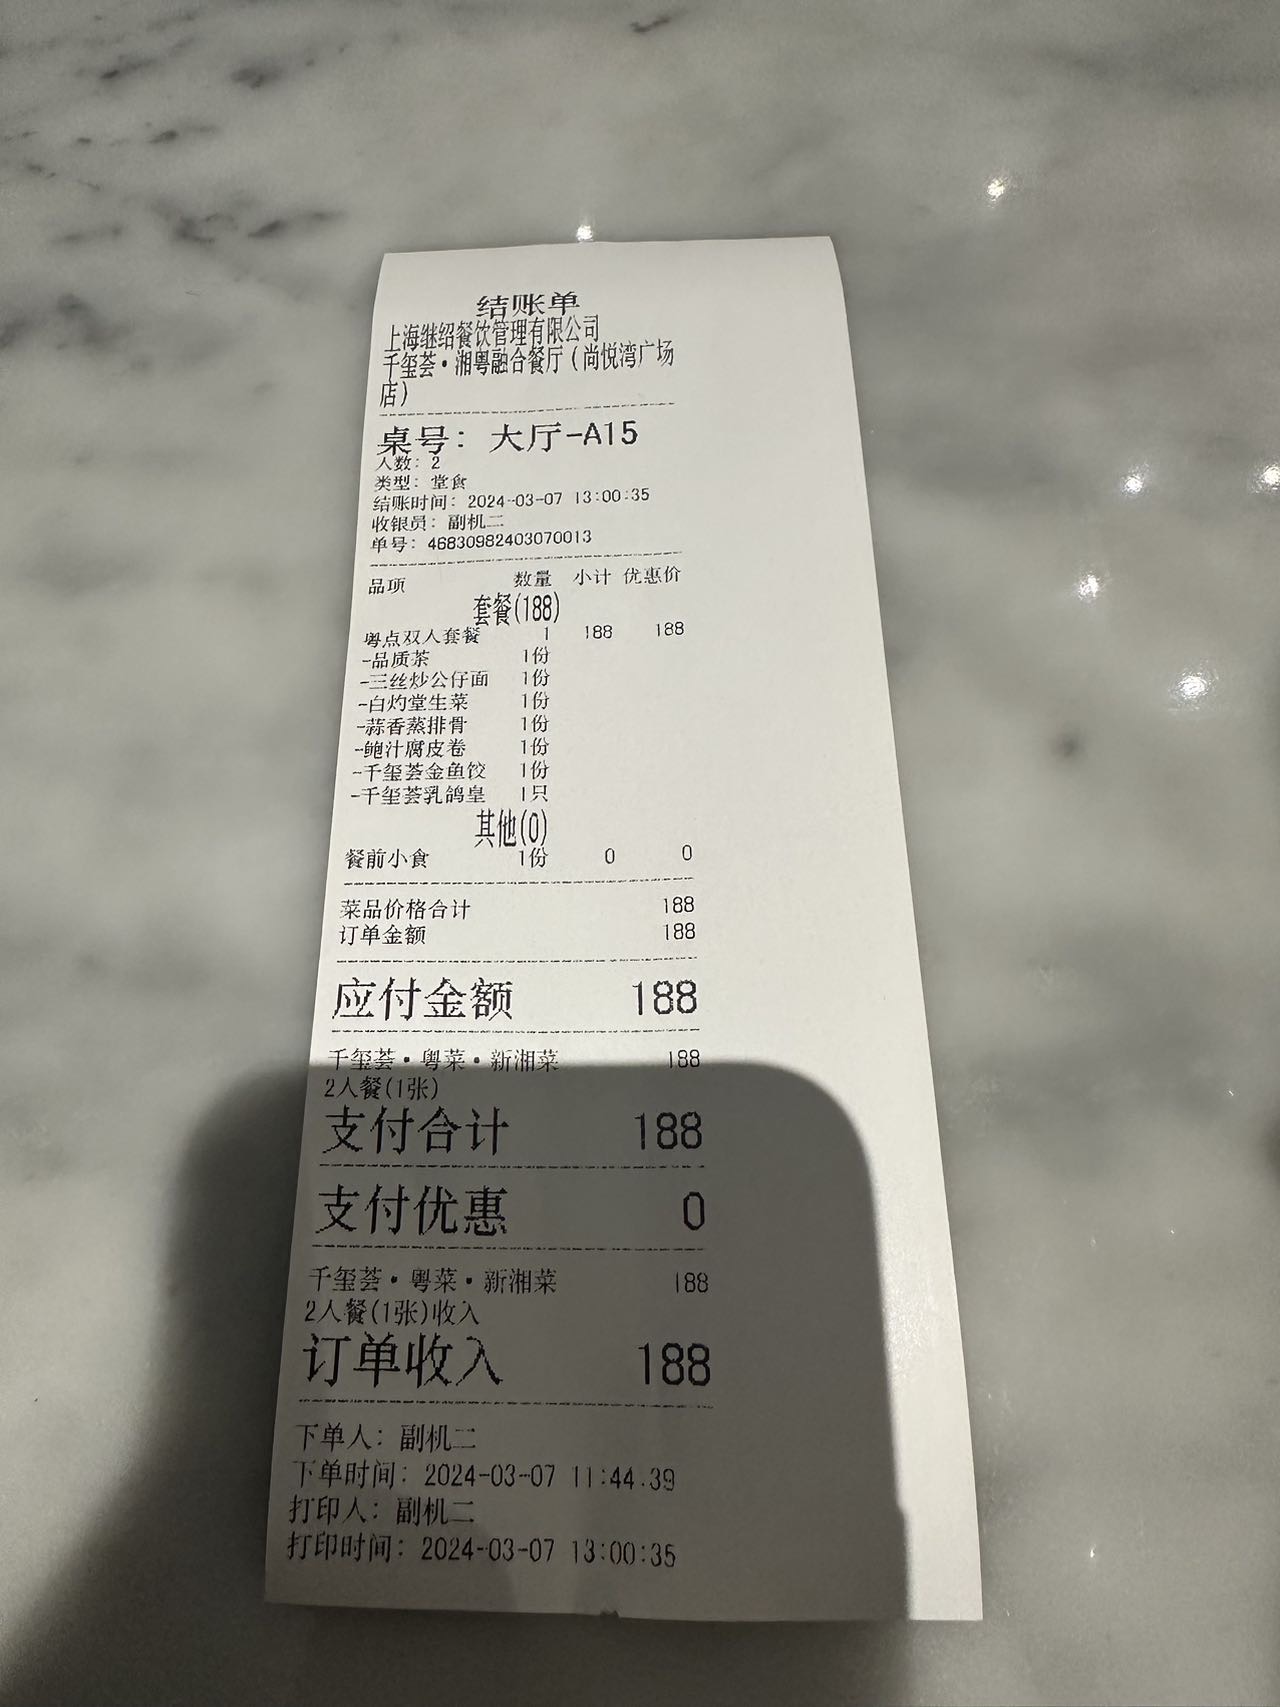 结账单
上海继绍餐饮管理有限公司
千玺荟·湘粤融合餐厅（尚悦湾广场
店）
桌号：大厅-A15
人数：2
类型：堂食
结账时间：2024-03-07 13:00:35
收银员：副机二
单号：46830982403070013
品项 数量 小计 优惠价
套餐(188)
粤点双人套餐 1 188 188
-品质茶 1份
-三丝炒公仔面 1份
-白灼堂生菜 1份
-蒜香蒸排骨 1份
-鲍汁腐皮卷 1份
-千玺荟金鱼饺 1份
-千玺荟乳鸽皇 1只
其他(0)
餐前小食 1份 0 0
菜品价格合计 188
订单金额 188
应付金额 188
千玺荟·粤菜·新湘菜 188
2人餐(1张)
支付合计 188
支付优惠 0
千玺荟·粤菜·新湘菜 188
2人餐(1张)收入
订单收入 188
下单人：副机二
下单时间：2024-03-07 11:44:39
打印人：副机二
打印时间：2024-03-07 13:00:35